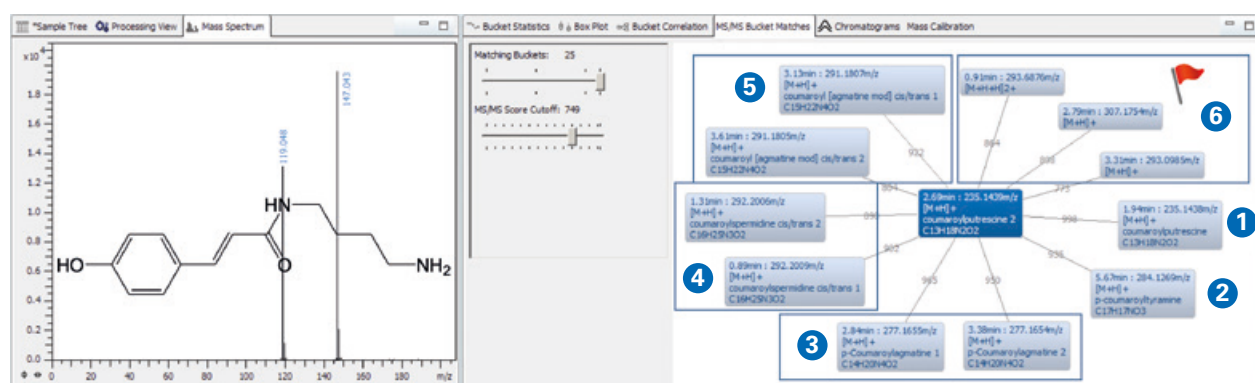 *Sample Tree Processing View Mass Spectrum
x10⁴
1.8
1.6
1.4
1.2
1.0
0.8
0.6
0.4
0.2
0.0
0 20 40 60 80 100 120 140 160 180 m/z
119.048
147.043
HO
HN
O
NH2
Bucket Statistics Box Plot Bucket Correlation MS/MS Bucket Matches Chromatograms Mass Calibration
Matching Buckets: 25
MS/MS Score Cutoff: 749
5
3.13min : 291.1807m/z
[M+H]+
coumaroyl [agmatine mod] cis/trans 1
C15H22N4O2
3.61min : 291.1805m/z
[M+H]+
coumaroyl [agmatine mod] cis/trans 2
C15H22N4O2
932
0.91min : 293.6876m/z
[M+H+H]2+
2.79min : 307.1754m/z
[M+H]+
3.31min : 293.0985m/z
[M+H]+
6
864
773
2.69min : 235.1439m/z
[M+H]+
coumaroylputrescine 2
C13H18N2O2
1.94min : 235.1438m/z
[M+H]+
coumaroylputrescine
C13H18N2O2
1
998
5.67min : 284.1269m/z
[M+H]+
p-coumaroyltyramine
C17H17NO3
2
1.31min : 292.2006m/z
[M+H]+
coumaroylspermidine cis/trans 2
C16H25N3O2
0.89min : 292.2009m/z
[M+H]+
coumaroylspermidine cis/trans 1
C16H25N3O2
4
902
965
950
3
2.84min : 277.1655m/z
[M+H]+
p-Coumaroylagmatine 1
C14H20N4O2
3.38min : 277.1654m/z
[M+H]+
p-Coumaroylagmatine 2
C14H20N4O2